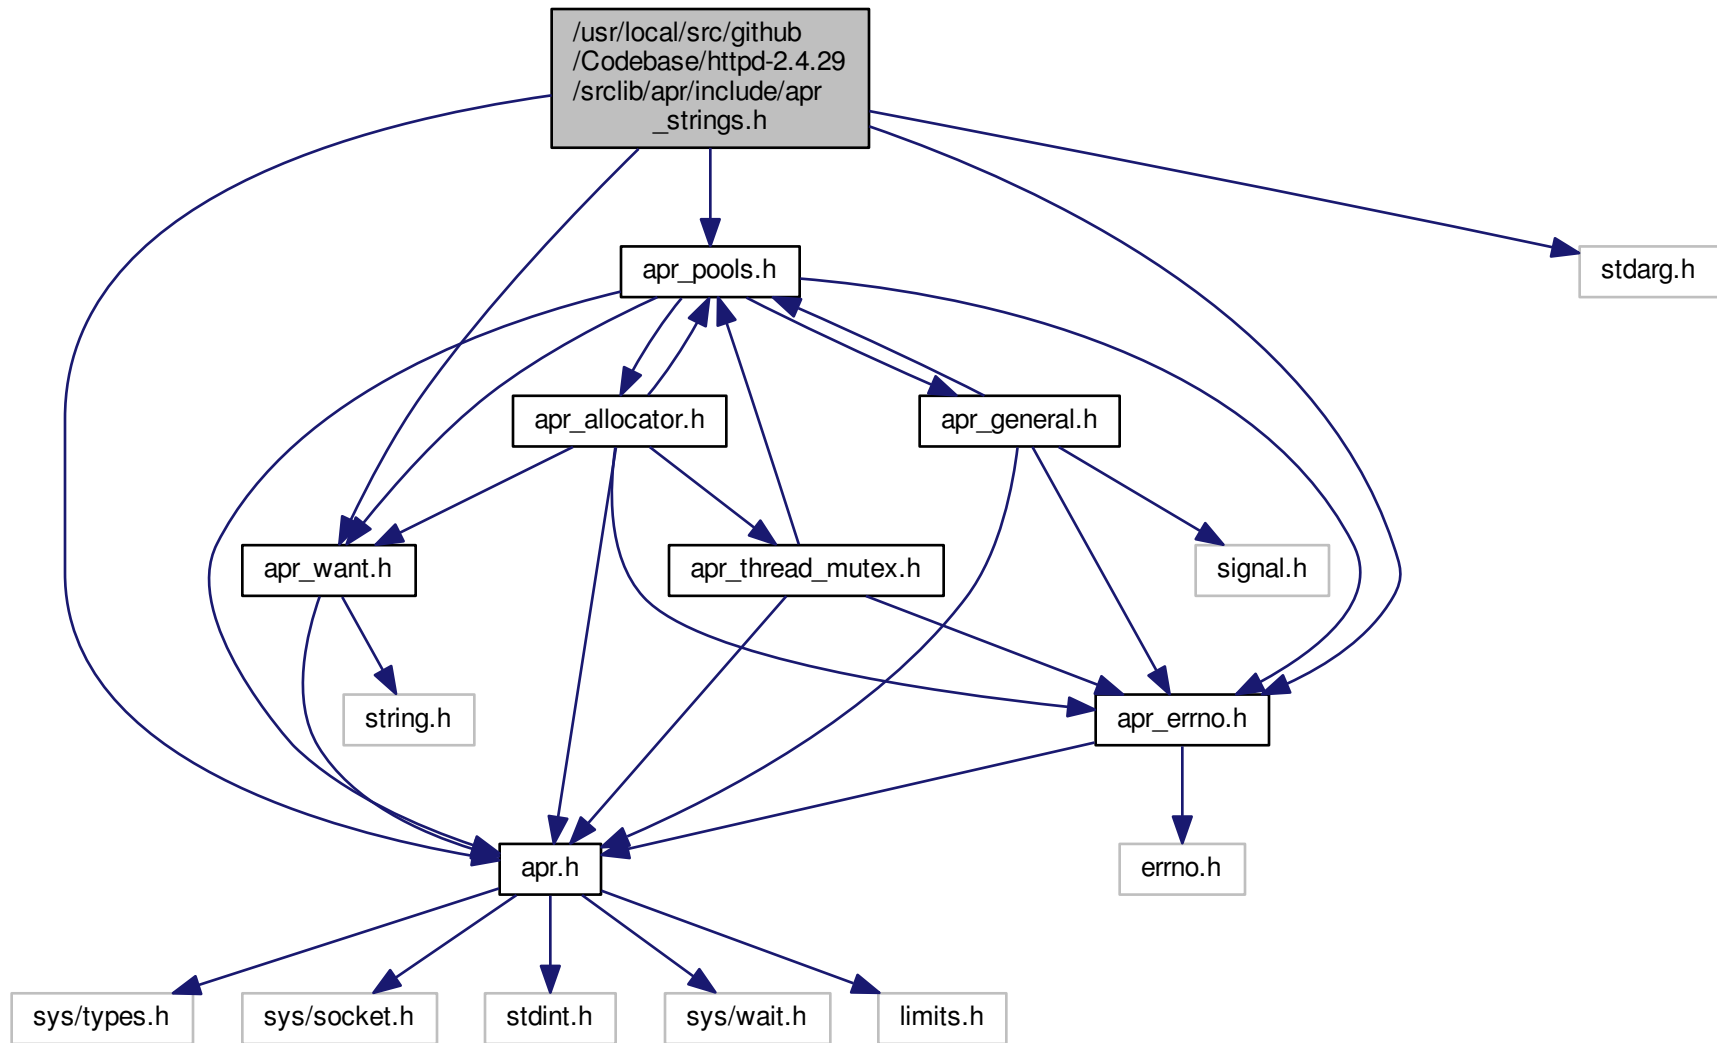 /usr/local/src/github
/Codebase/httpd-2.4.29
/srclib/apr/include/apr
_strings.h
apr_pools.h
stdarg.h
apr_allocator.h
apr_general.h
apr_want.h
apr_thread_mutex.h
signal.h
string.h
apr_errno.h
apr.h
errno.h
sys/types.h
sys/socket.h
stdint.h
sys/wait.h
limits.h